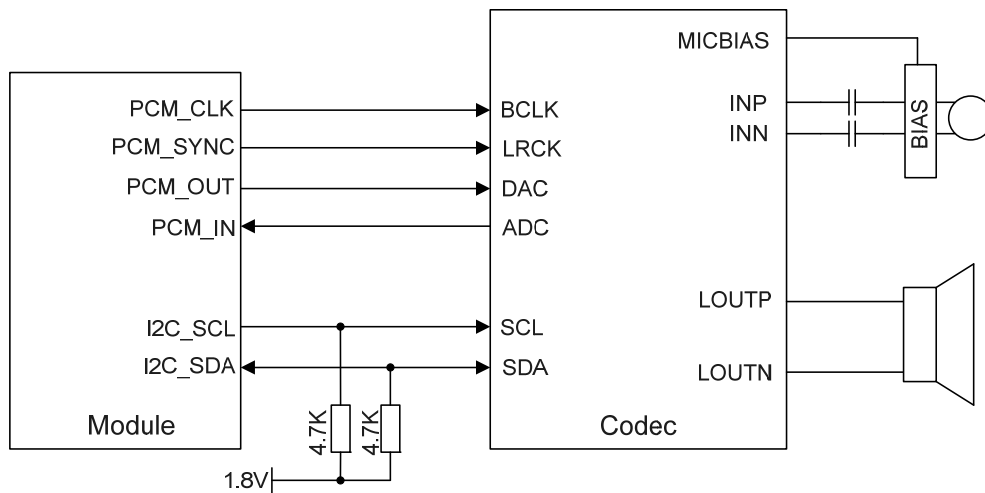 PCM_CLK
PCM_SYNC
PCM_OUT
PCM_IN
I2C_SCL
I2C_SDA
Module
4.7K
4.7K
1.8V
BCLK
LRCK
DAC
ADC
SCL
SDA
Codec
MICBIAS
INP
INN
LOUTP
LOUTN
BIAS